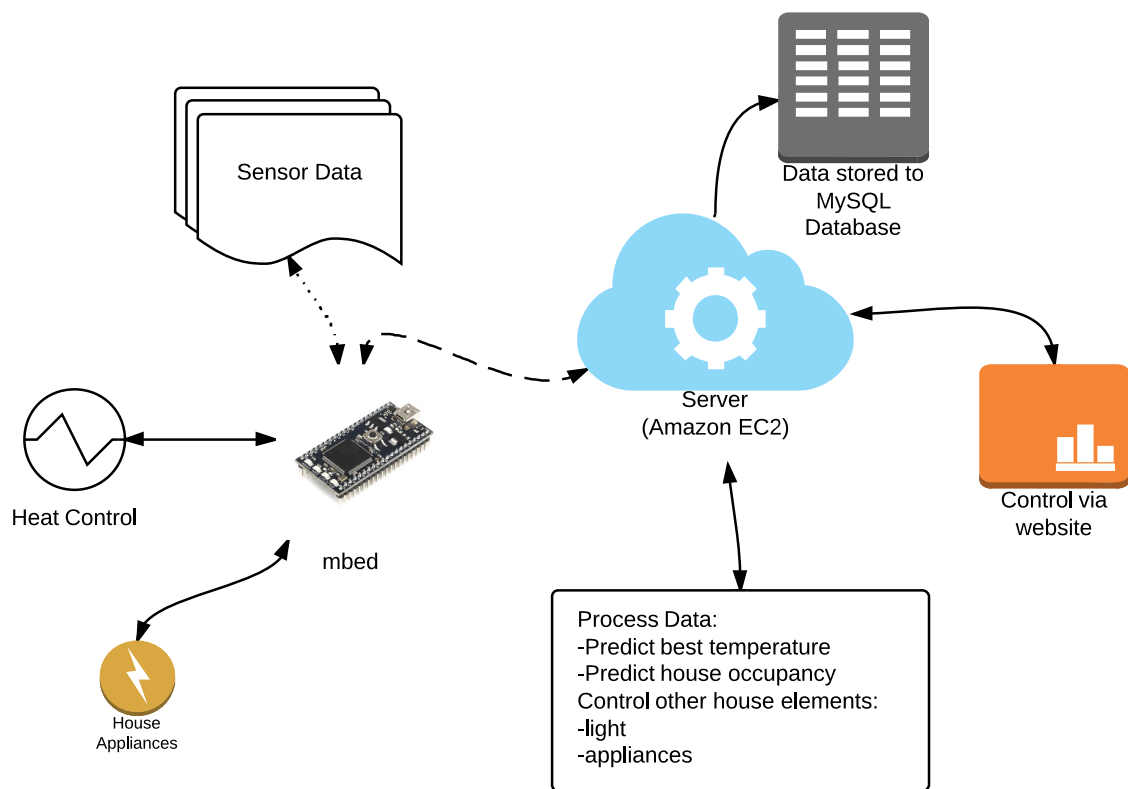 Sensor Data
Data stored to
MySQL
Database
Server
(Amazon EC2)
Control via
website
Heat Control
mbed
House
Appliances
Process Data:
-Predict best temperature
-Predict house occupancy
Control other house elements:
-light
-appliances